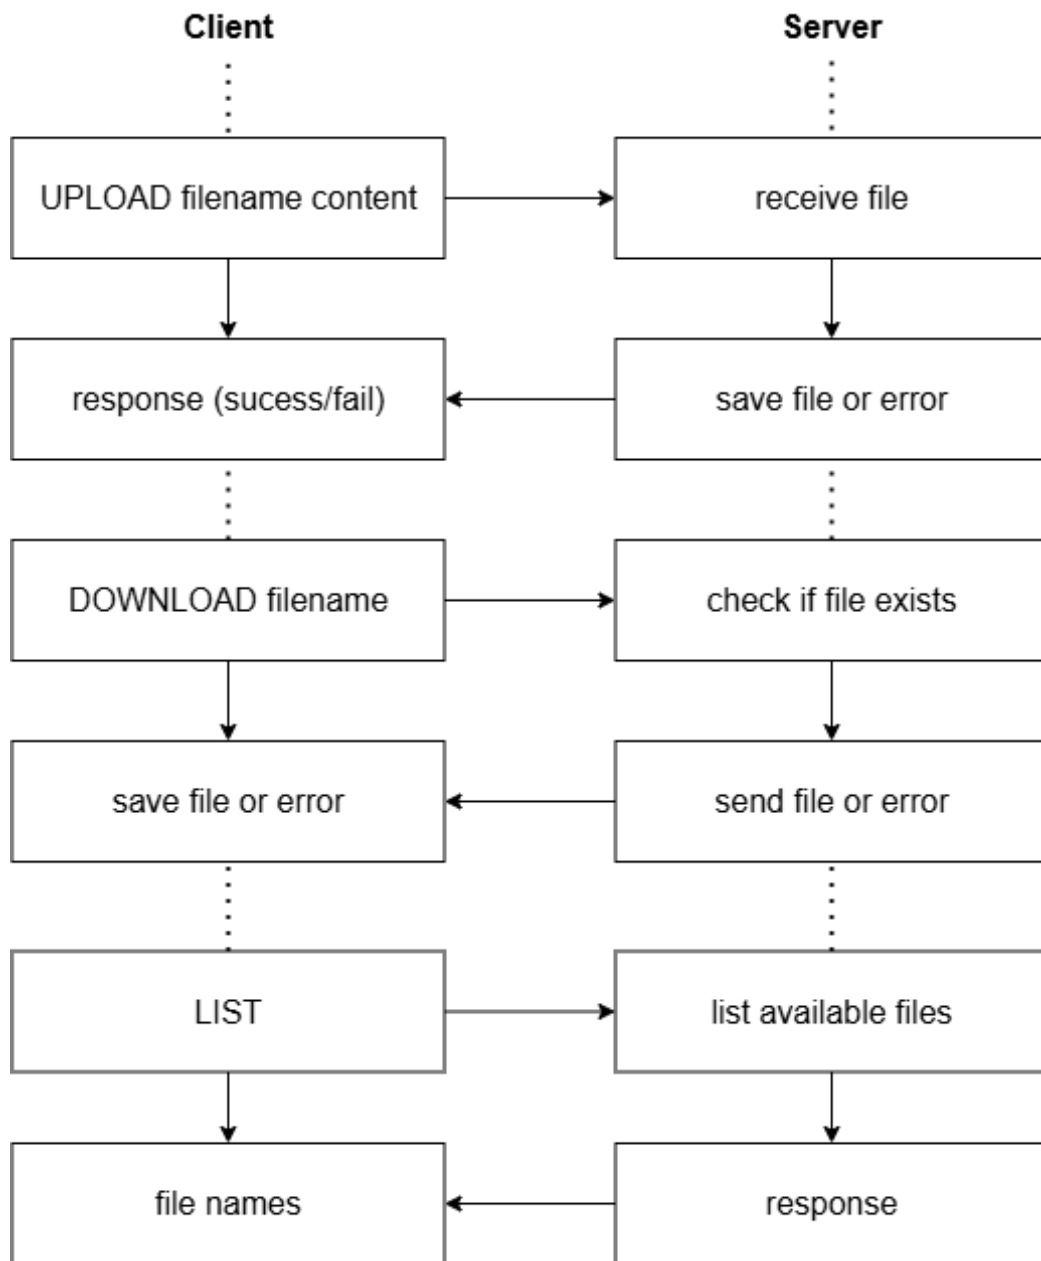 Client
Server
UPLOAD filename content
receive file
response (sucess/fail)
save file or error
DOWNLOAD filename
check if file exists
save file or error
send file or error
LIST
list available files
file names
response